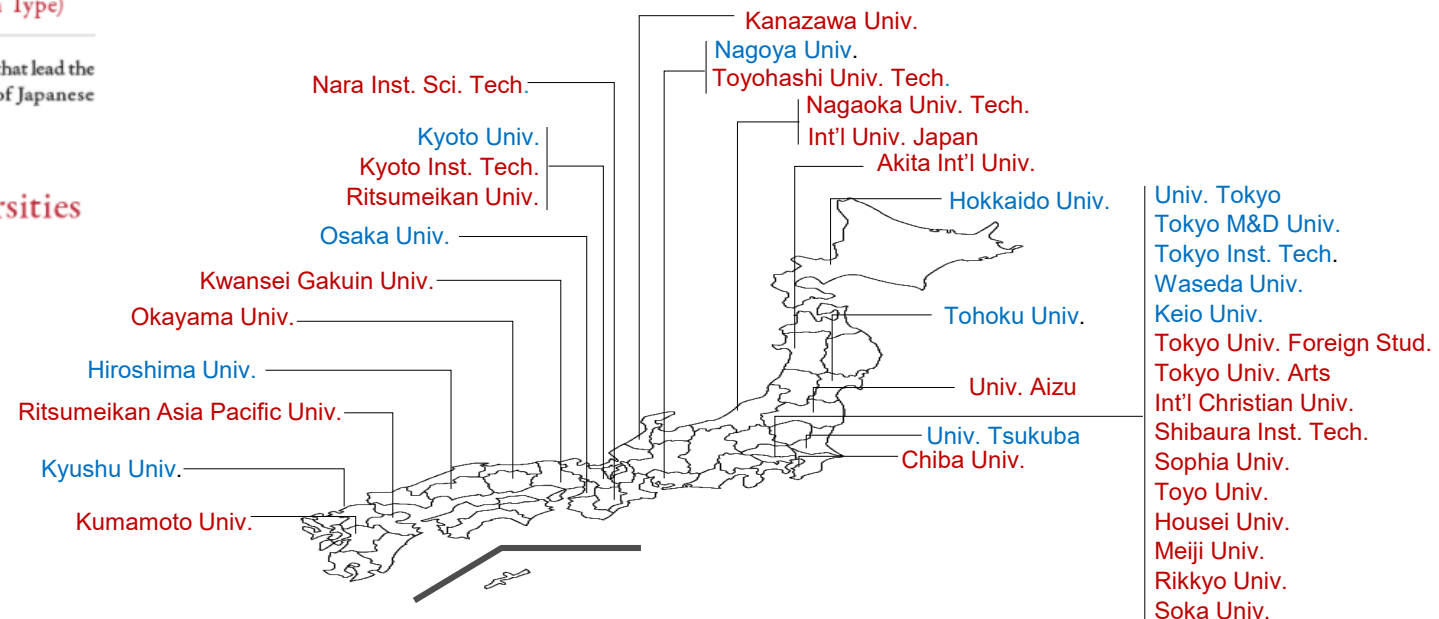 Type)
hat lead the
of Japanese
rsities
Kanazawa Univ.
Nagoya Univ.
Toyohashi Univ. Tech.
Nara Inst. Sci. Tech.
Nagaoka Univ. Tech.
Int'l Univ. Japan
Kyoto Univ.
Kyoto Inst. Tech.
Ritsumeikan Univ.
Akita Int'l Univ.
Hokkaido Univ.
Osaka Univ.
Kwansei Gakuin Univ.
Okayama Univ.
Tohoku Univ.
Hiroshima Univ.
Univ. Aizu
Ritsumeikan Asia Pacific Univ.
Univ. Tsukuba
Chiba Univ.
Kyushu Univ.
Kumamoto Univ.
Univ. Tokyo
Tokyo M&D Univ.
Tokyo Inst. Tech.
Waseda Univ.
Keio Univ.
Tokyo Univ. Foreign Stud.
Tokyo Univ. Arts
Int'l Christian Univ.
Shibaura Inst. Tech.
Sophia Univ.
Toyo Univ.
Housei Univ.
Meiji Univ.
Rikkyo Univ.
Soka Univ.